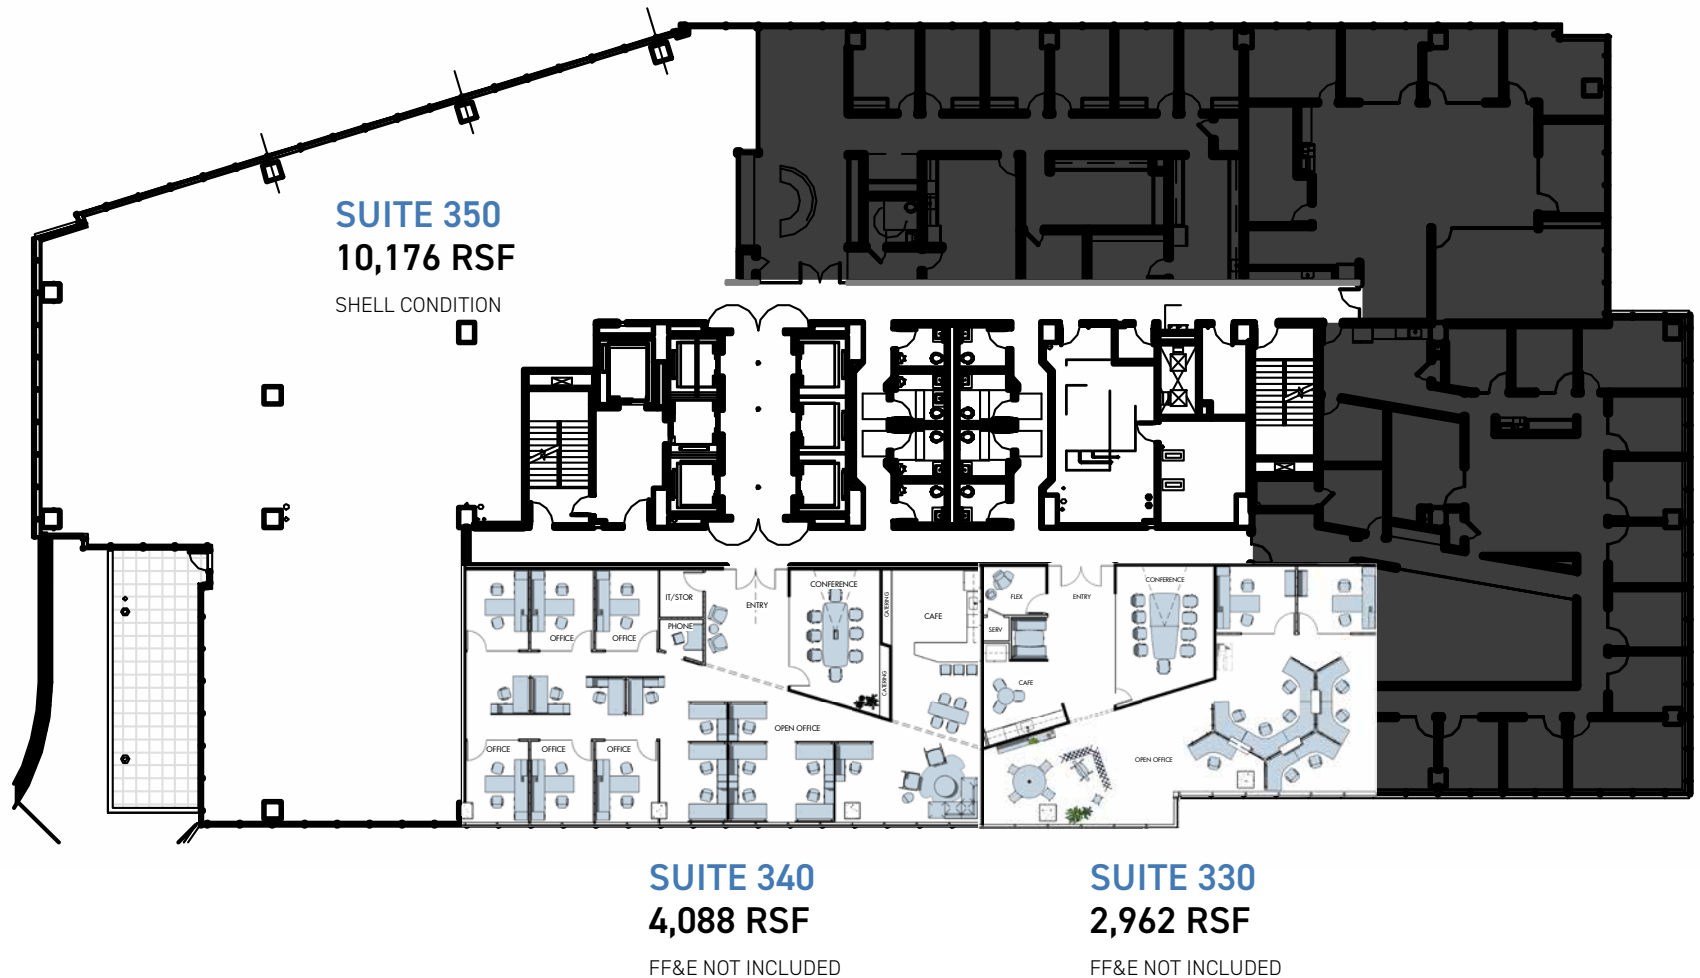 SUITE 350
10,176 RSF
SHELL CONDITION
IT/STOR
PHONE
ENTRY
CONFERENCE
CATERING
CAFE
OFFICE
OFFICE
CATERING
OPEN OFFICE
OFFICE
OFFICE
OFFICE
FLEX
SERV
ENTRY
CONFERENCE
CAFE
OPEN OFFICE
SUITE 340
4,088 RSF
FF&E NOT INCLUDED
SUITE 330
2,962 RSF
FF&E NOT INCLUDED